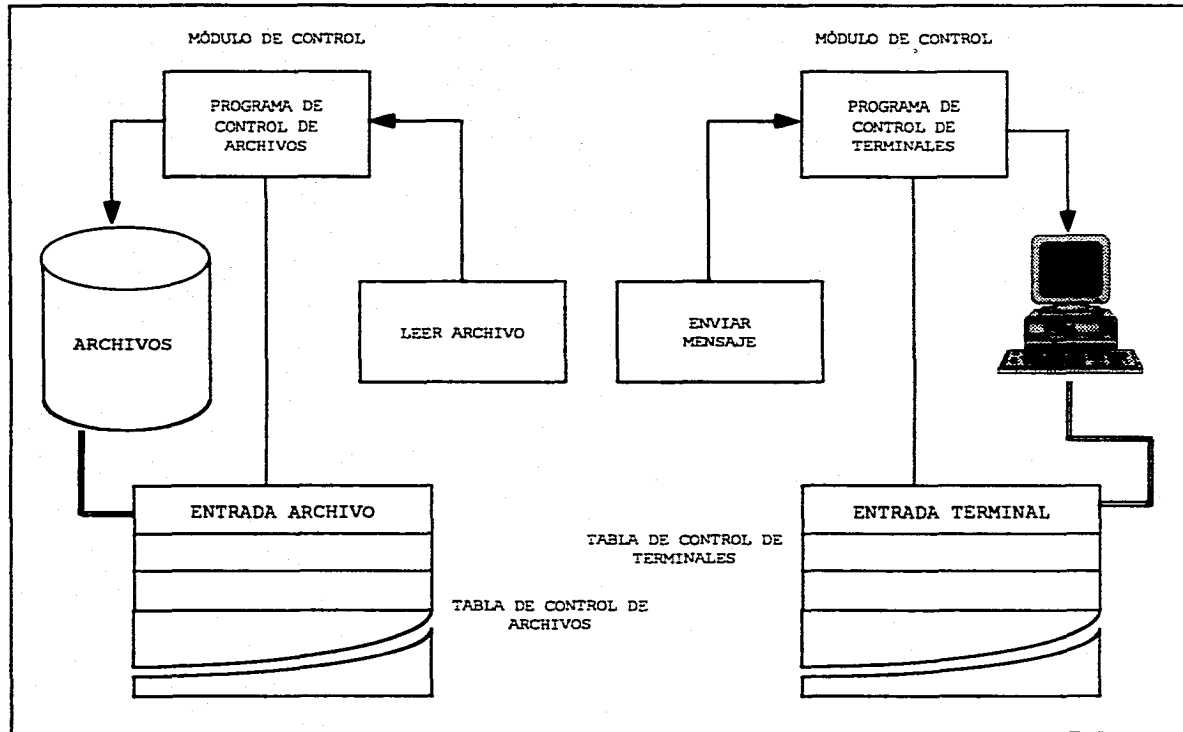 MÓDULO DE CONTROL
PROGRAMA DE
CONTROL DE
ARCHIVOS
ARCHIVOS
LEER ARCHIVO
ENTRADA ARCHIVO
TABLA DE CONTROL DE
ARCHIVOS
MÓDULO DE CONTROL
PROGRAMA DE
CONTROL DE
TERMINALES
ENVIAR
MENSAJE
ENTRADA TERMINAL
TABLA DE CONTROL DE
TERMINALES